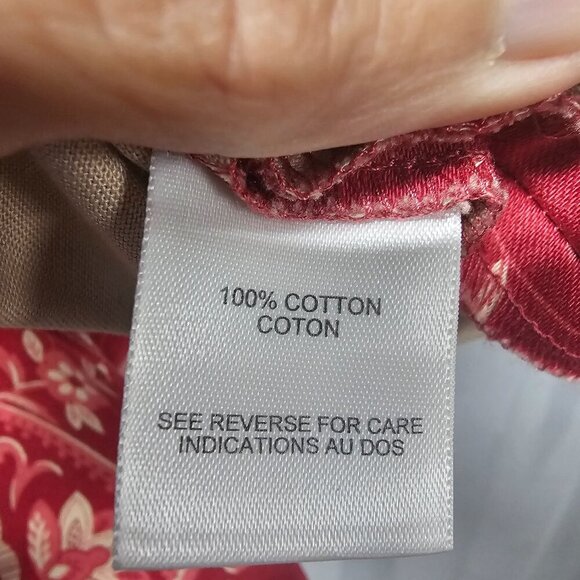 100% COTTON
COTON
SEE REVERSE FOR CARE
INDICATIONS AU DOS